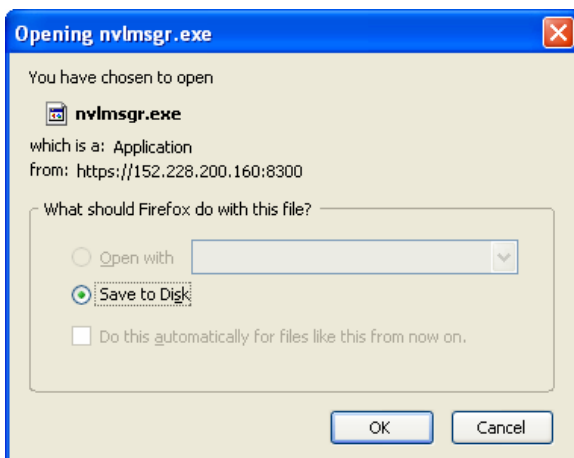 Opening nvlmsgr.exe
You have chosen to open
nvlmsgr.exe
which is a: Application
from: https://152.228.200.160:8300
What should Firefox do with this file?
Open with
Save to Disk
Do this automatically for files like this from now on.
OK Cancel